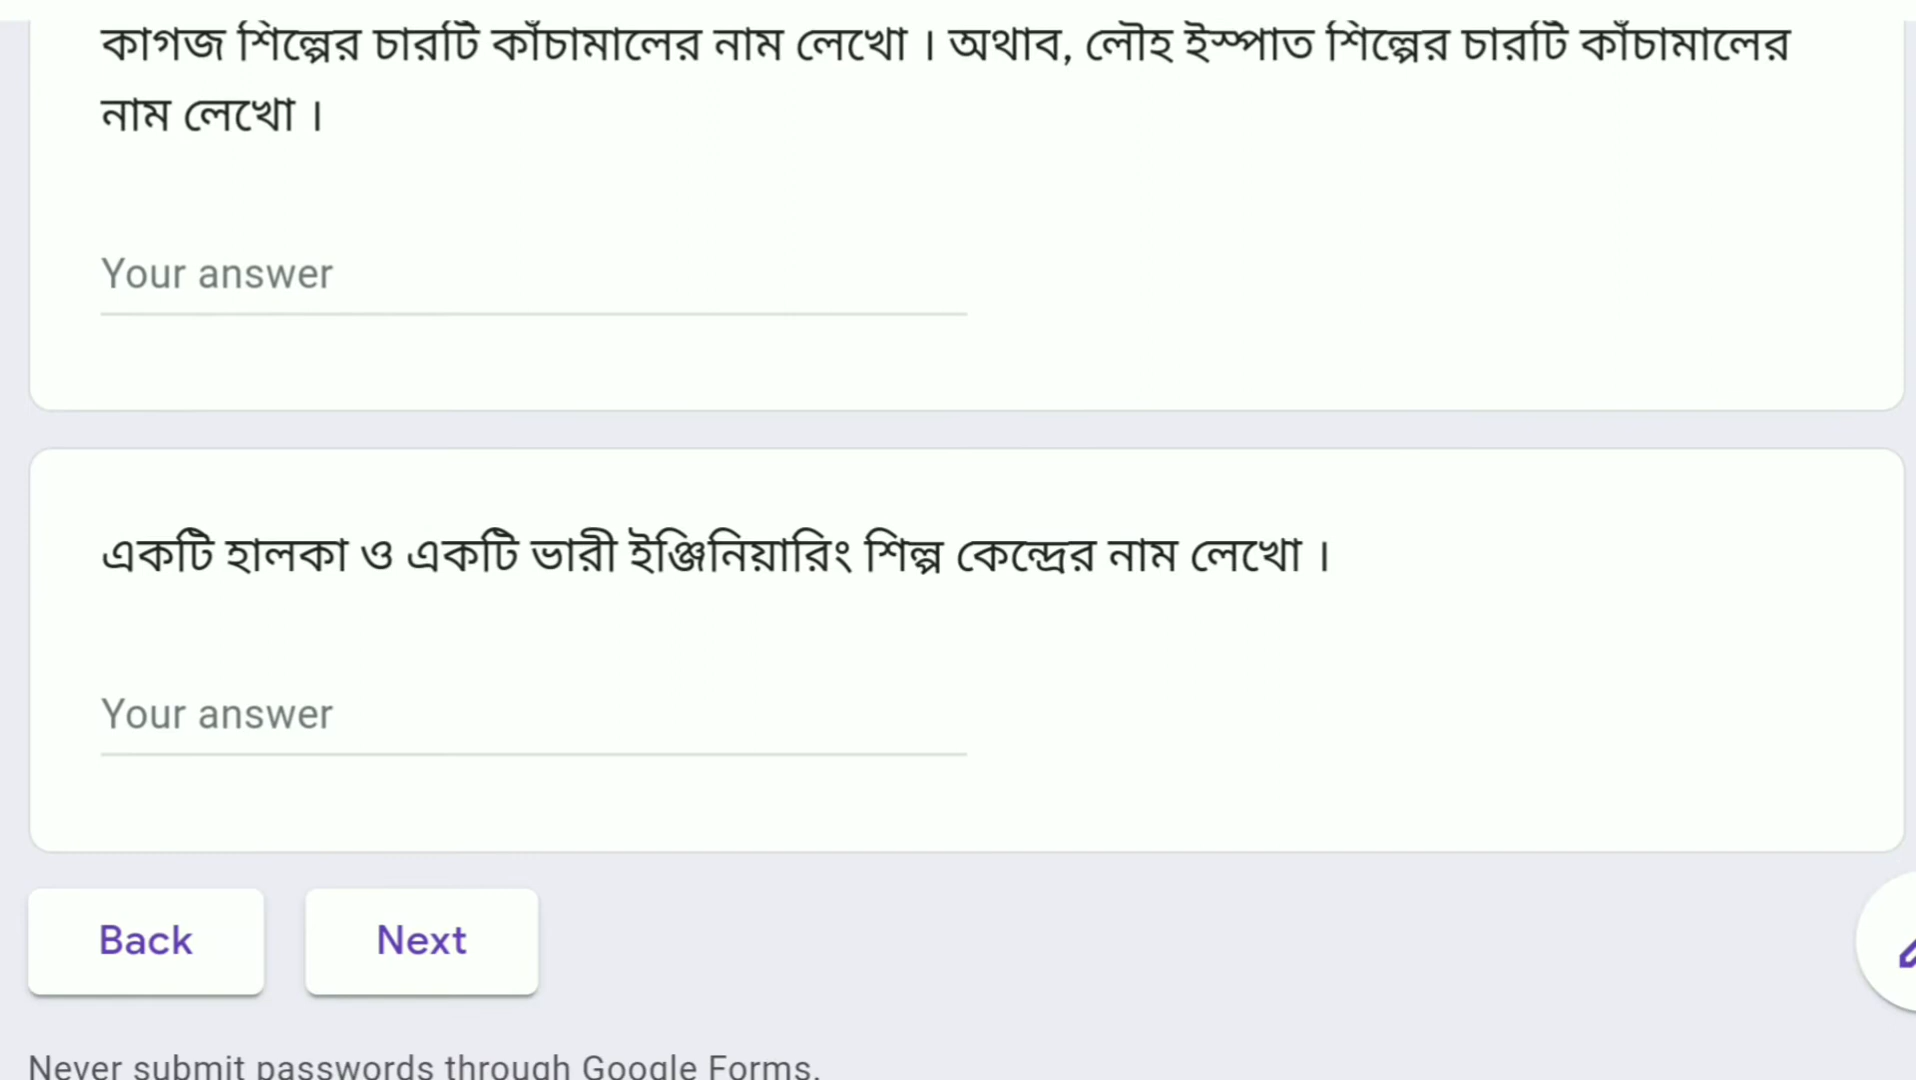 কাগজ শিল্পের চারটি কাঁচামালের নাম লেখো । অথাব, লৌহ ইস্পাত শিল্পের চারটি কাঁচামালের
নাম লেখো ।
Your answer
একটি হালকা ও একটি ভারী ইঞ্জিনিয়ারিং শিল্প কেন্দ্রের নাম লেখো ।
Your answer
Back Next
Never submit passwords through Google Forms.